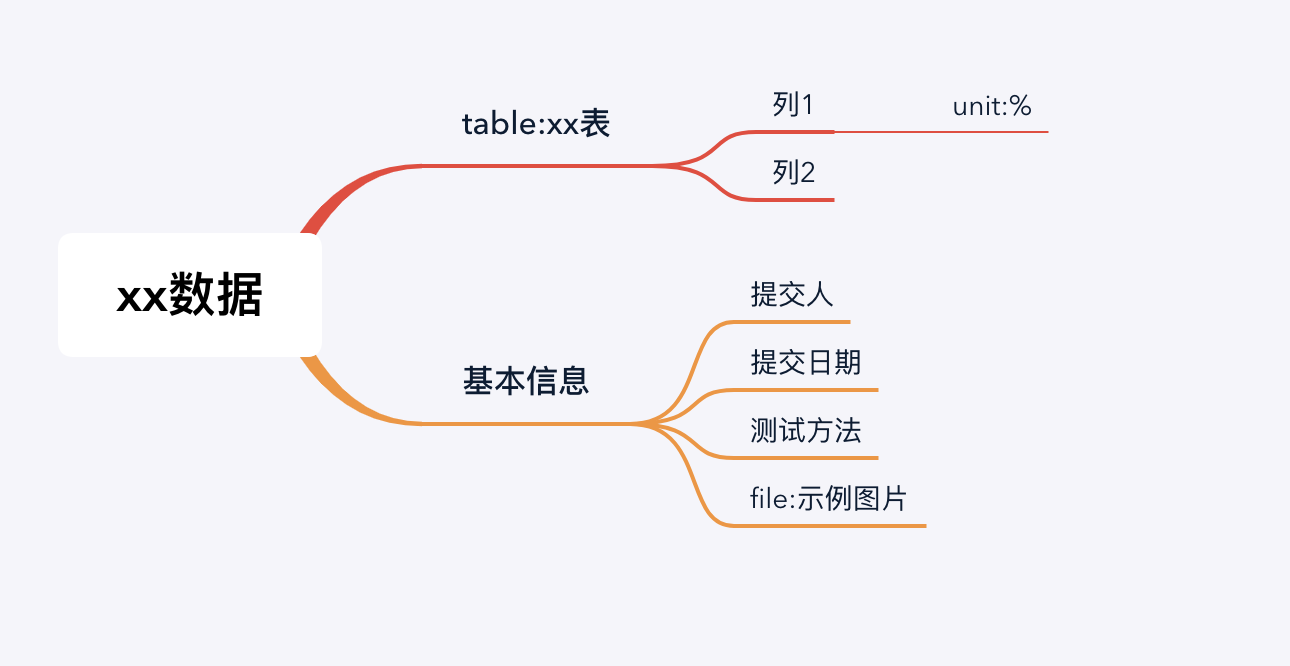 xx数据
table:xx表
列1
unit:%
列2
基本信息
提交人
提交日期
测试方法
file:示例图片